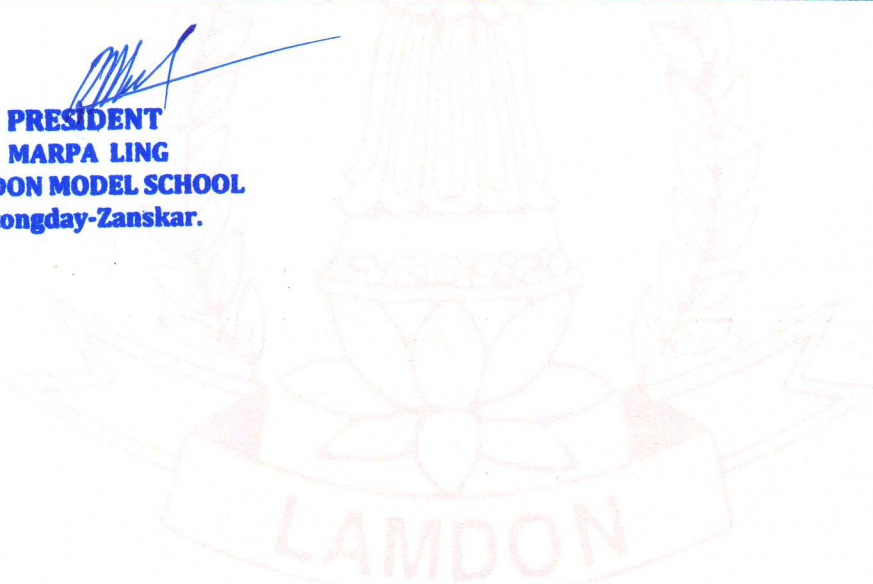 PRESIDENT
MARPA LING
DON MODEL SCHOOL
ongday-Zanskar.
LAMDON